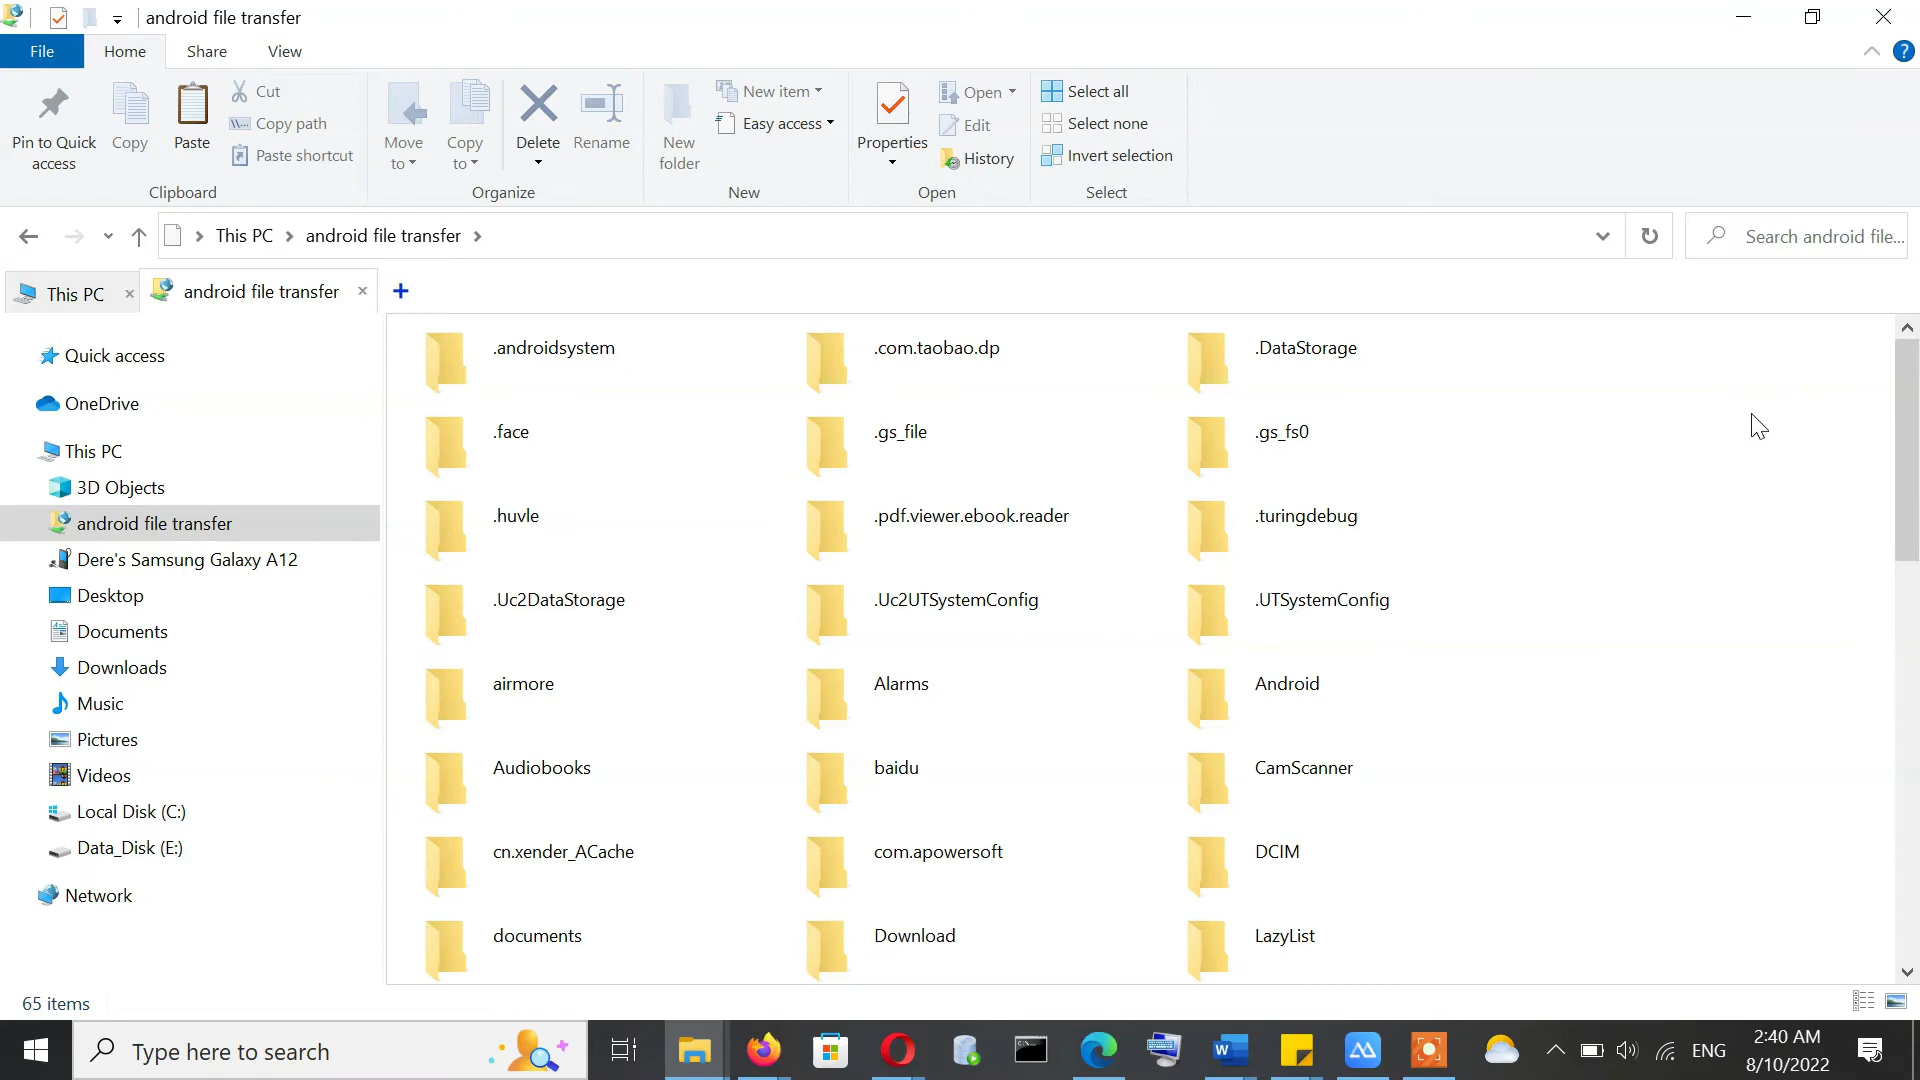 android file transfer
File Home Share View
Pin to Quick access
Copy
Paste
Cut
Copy path
Paste shortcut
Clipboard
Move to
Copy to
Delete
Rename
Organize
New folder
New item
Easy access
New
Properties
Open
Edit
History
Open
Select all
Select none
Invert selection
Select
This PC android file transfer
Search android file...
This PC
android file transfer
Quick access
OneDrive
This PC
3D Objects
android file transfer
Dere's Samsung Galaxy A12
Desktop
Documents
Downloads
Music
Pictures
Videos
Local Disk (C:)
Data_Disk (E:)
Network
.androidsystem .com.taobao.dp .DataStorage
.face .gs_file .gs_fs0
.huvle .pdf.viewer.ebook.reader .turingdebug
.Uc2DataStorage .Uc2UTSystemConfig .UTSystemConfig
airmore Alarms Android
Audiobooks baidu CamScanner
cn.xender_ACache com.apowersoft DCIM
documents Download LazyList
65 items
Type here to search
ENG
2:40 AM
8/10/2022